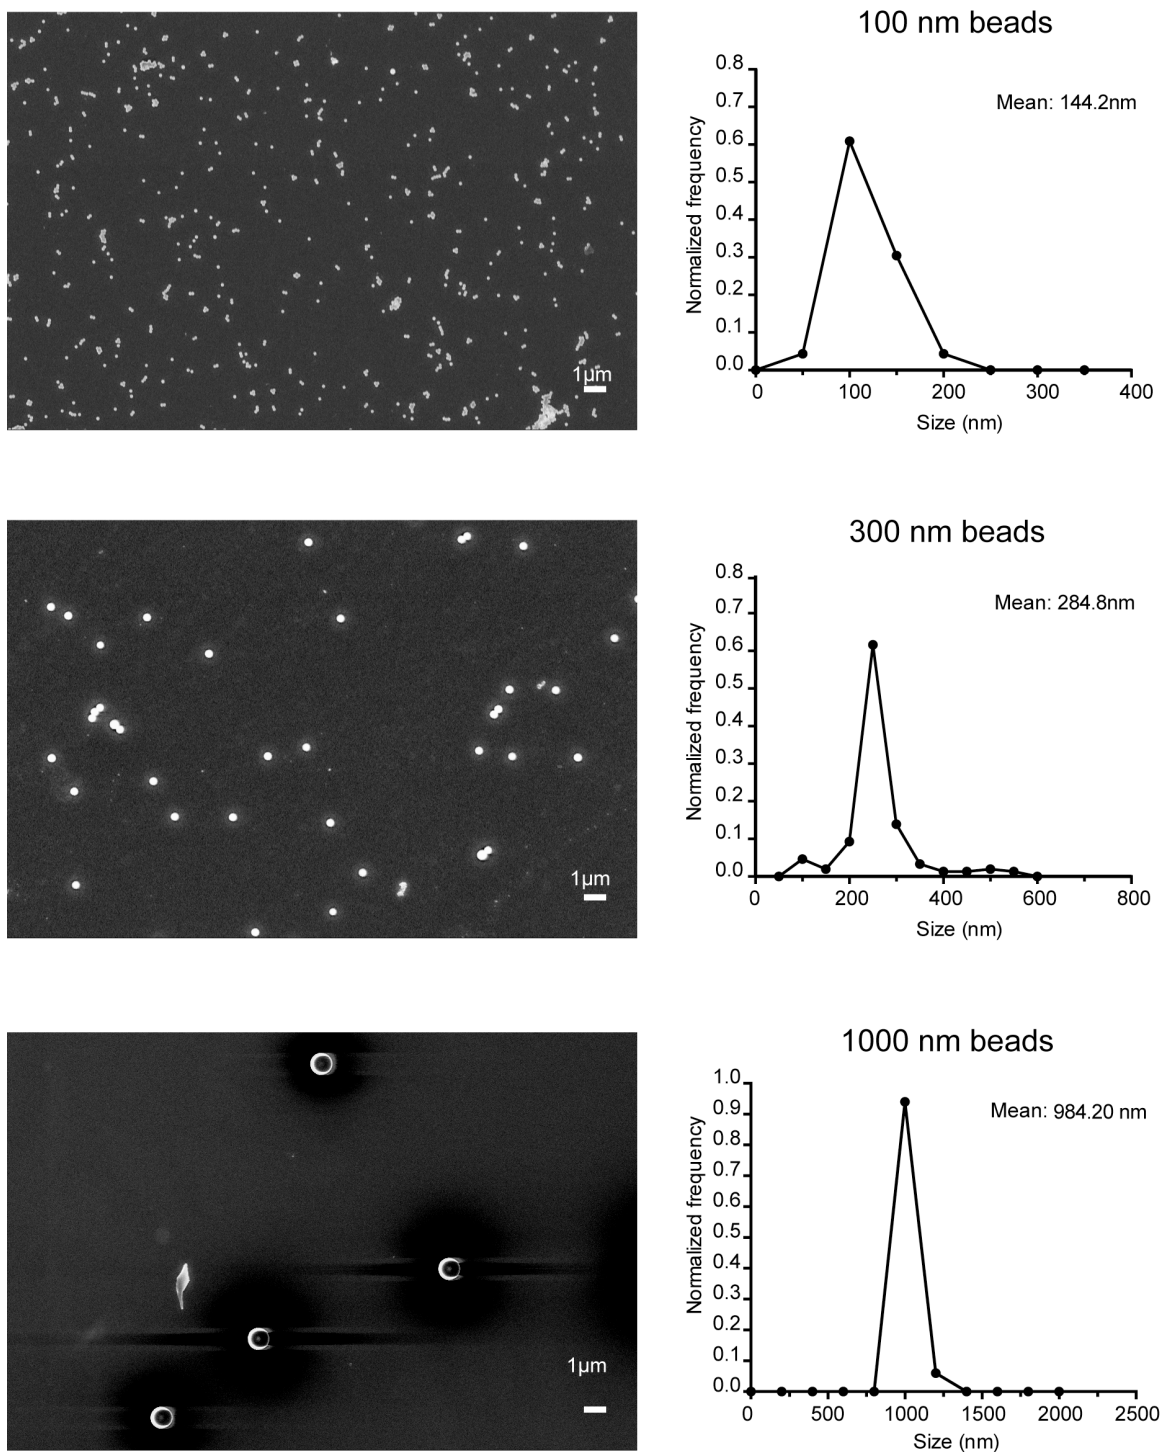 100 nm beads
0.8
0.7
0.6
0.5
0.4
0.3
0.2
0.1
0.0
Normalized frequency
Mean: 144.2nm
0 100 200 300 400
Size (nm)
1μm
300 nm beads
0.8
0.7
0.6
0.5
0.4
0.3
0.2
0.1
0.0
Normalized frequency
Mean: 284.8nm
0 200 400 600 800
Size (nm)
1μm
1000 nm beads
1.0
0.9
0.8
0.7
0.6
0.5
0.4
0.3
0.2
0.1
0.0
Normalized frequency
Mean: 984.20 nm
0 500 1000 1500 2000 2500
Size (nm)
1μm